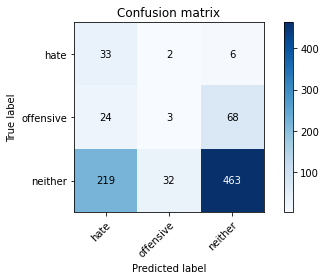 Confusion matrix
hate 33 2 6
offensive 24 3 68
neither 219 32 463
hate offensive neither
True label
Predicted label
400
300
200
100